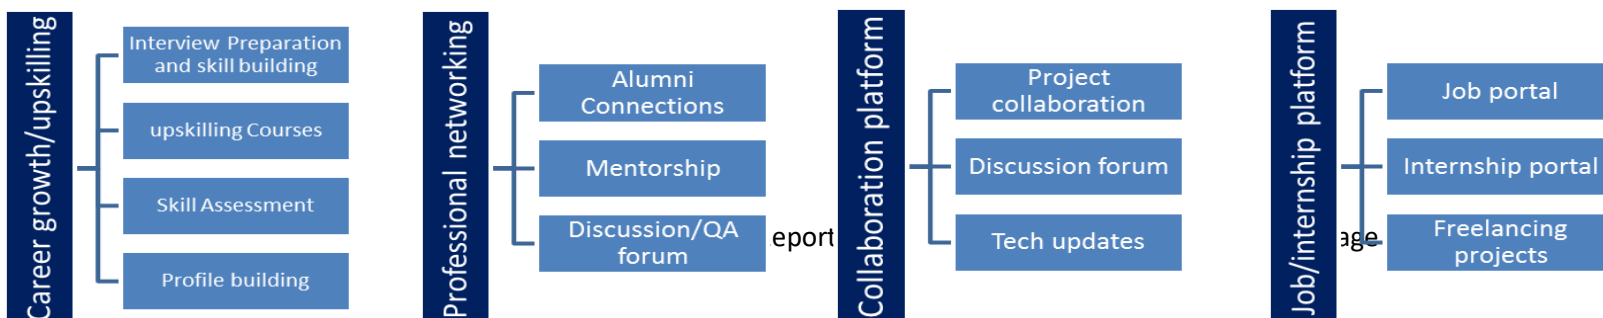 Career growth/upskilling
Interview Preparation
and skill building
upskilling Courses
Skill Assessment
Profile building
Professional networking
Alumni
Connections
Mentorship
Discussion/QA
forum
eport
Collaboration platform
Project
collaboration
Discussion forum
Tech updates
Job/internship platform
Job portal
Internship portal
Freelancing
projects
age